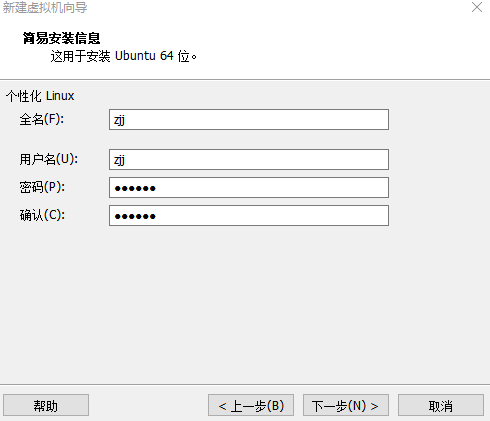 新建虚拟机向导
简易安装信息
这用于安装 Ubuntu 64 位。
个性化 Linux
全名(F): zjj
用户名(U): zjj
密码(P): ●●●●●●
确认(C): ●●●●●●
帮助 < 上一步(B) 下一步(N) > 取消